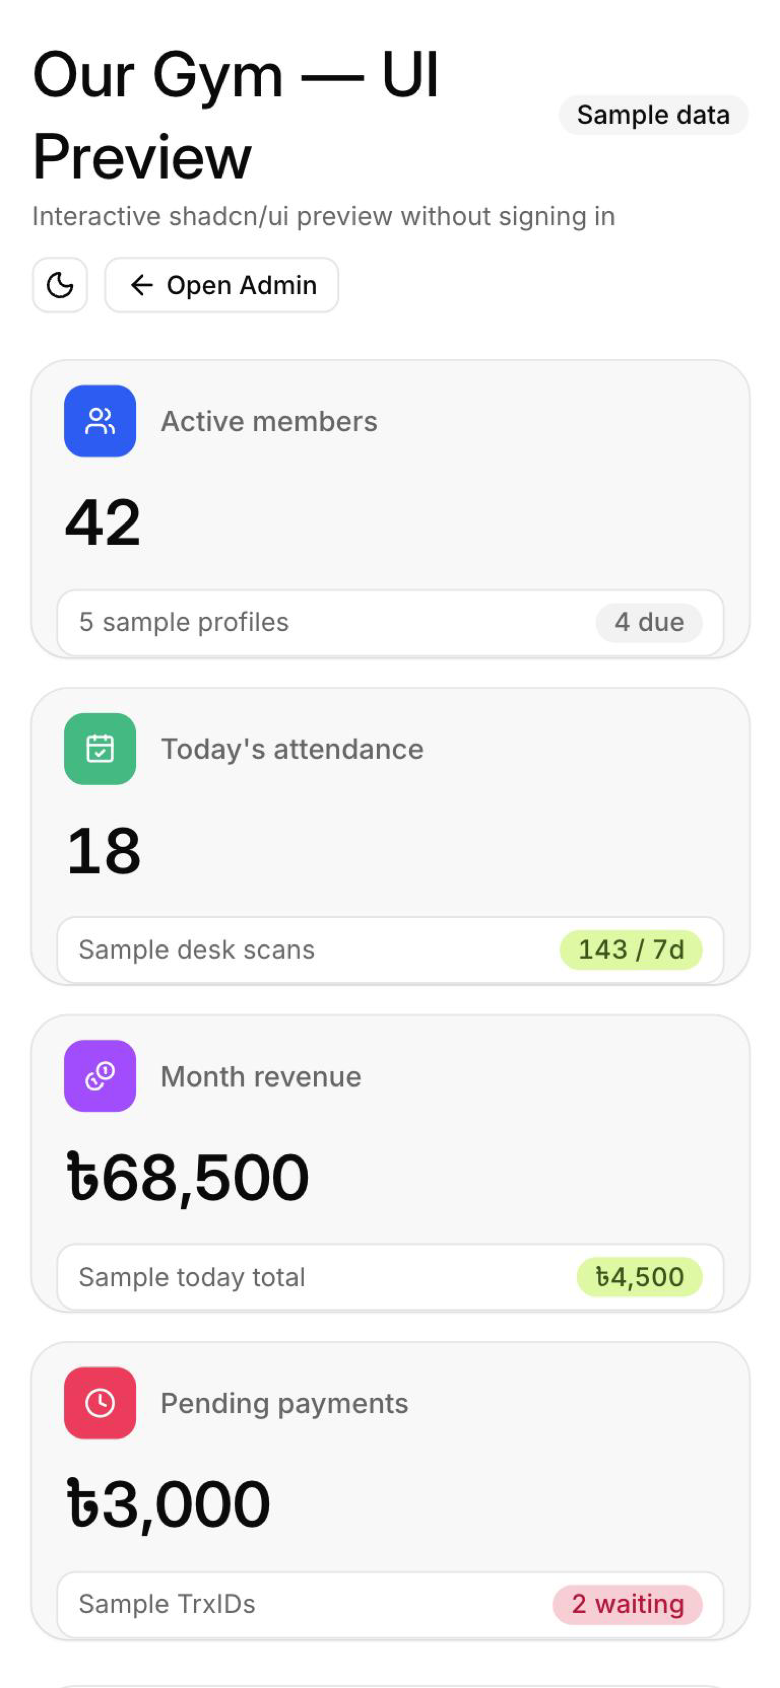 Our Gym — UI
Preview
Sample data
Interactive shadcn/ui preview without signing in
Open Admin
Active members
42
5 sample profiles
4 due
Today's attendance
18
Sample desk scans
143 / 7d
Month revenue
৳68,500
Sample today total
৳4,500
Pending payments
৳3,000
Sample TrxIDs
2 waiting